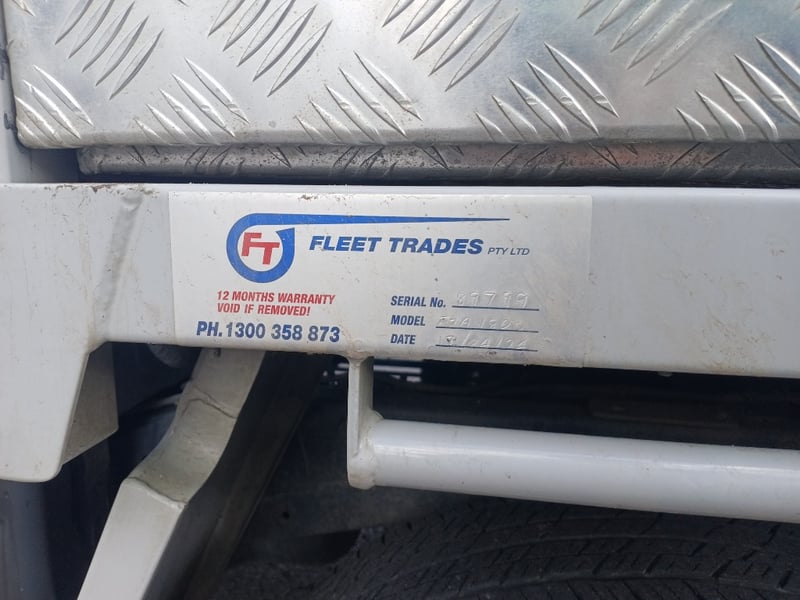 FT
FLEET TRADES PTY LTD
12 MONTHS WARRANTY
VOID IF REMOVED!
PH. 1300 358 873
SERIAL No.
MODEL
DATE